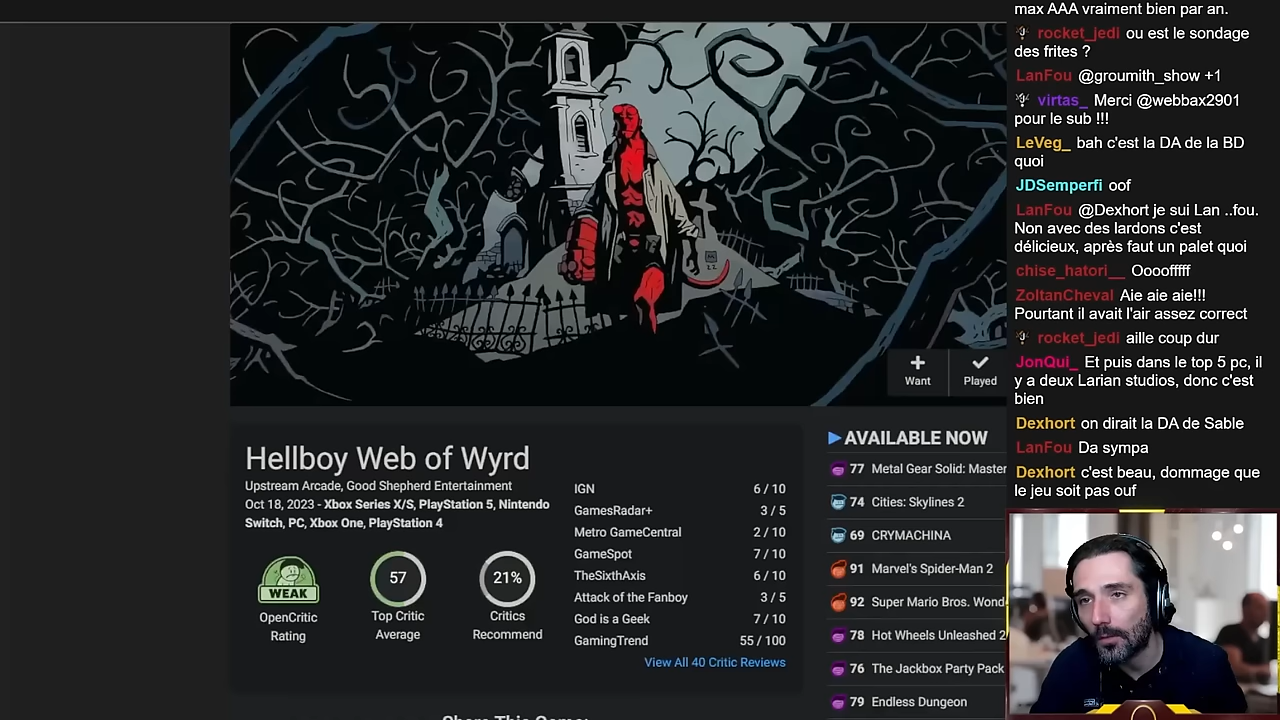 Want
Played
Hellboy Web of Wyrd
Upstream Arcade, Good Shepherd Entertainment
Oct 18, 2023 - Xbox Series X/S, PlayStation 5, Nintendo
Switch, PC, Xbox One, PlayStation 4
WEAK
OpenCritic
Rating
57
Top Critic
Average
21%
Critics
Recommend
IGN 6 / 10
GamesRadar+ 3 / 5
Metro GameCentral 2 / 10
GameSpot 7 / 10
TheSixthAxis 6 / 10
Attack of the Fanboy 3 / 5
God is a Geek 7 / 10
GamingTrend 55 / 100
View All 40 Critic Reviews
AVAILABLE NOW
77 Metal Gear Solid: Master
74 Cities: Skylines 2
69 CRYMACHINA
91 Marvel's Spider-Man 2
92 Super Mario Bros. Wond
78 Hot Wheels Unleashed 2
76 The Jackbox Party Pack
79 Endless Dungeon
max AAA vraiment bien par an.
rocket_jedi ou est le sondage
des frites ?
LanFou @groumith_show +1
virtas_ Merci @webbax2901
pour le sub !!!
LeVeg_ bah c'est la DA de la BD
quoi
JDSemperfi oof
LanFou @Dexhort je sui Lan ..fou.
Non avec des lardons c'est
délicieux, après faut un palet quoi
chise_hatori__ Oooofffff
ZoltanCheval Aie aie aie!!!
Pourtant il avait l'air assez correct
rocket_jedi aille coup dur
JonQui_ Et puis dans le top 5 pc, il
y a deux Larian studios, donc c'est
bien
Dexhort on dirait la DA de Sable
LanFou Da sympa
Dexhort c'est beau, dommage que
le jeu soit pas ouf